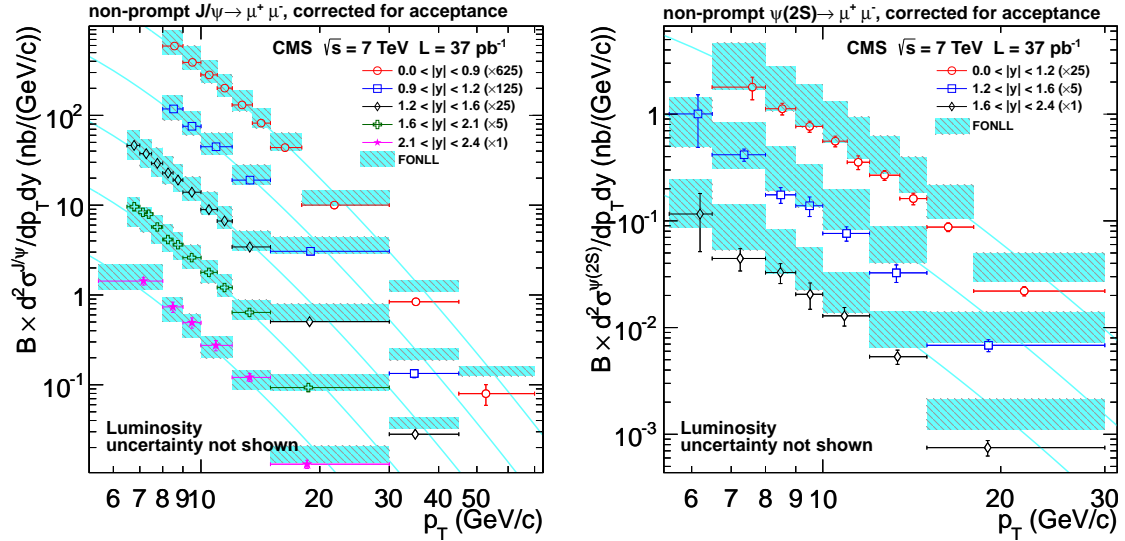 non-prompt J/ψ→ μ⁺ μ⁻, corrected for acceptance
CMS √s = 7 TeV L = 37 pb⁻¹
0.0 < |y| < 0.9 (×625)
0.9 < |y| < 1.2 (×125)
1.2 < |y| < 1.6 (×25)
1.6 < |y| < 2.1 (×5)
2.1 < |y| < 2.4 (×1)
FONLL
B × d²σ^{J/ψ}/dp_T dy (nb/(GeV/c))
10²
10
1
10⁻¹
Luminosity
uncertainty not shown
6 7 8 9 10 20 30 40 50
p_T (GeV/c)
non-prompt ψ(2S)→ μ⁺ μ⁻, corrected for acceptance
CMS √s = 7 TeV L = 37 pb⁻¹
0.0 < |y| < 1.2 (×25)
1.2 < |y| < 1.6 (×5)
1.6 < |y| < 2.4 (×1)
FONLL
B × d²σ^{ψ(2S)}/dp_T dy (nb/(GeV/c))
1
10⁻¹
10⁻²
10⁻³
Luminosity
uncertainty not shown
6 7 8 9 10 20 30
p_T (GeV/c)